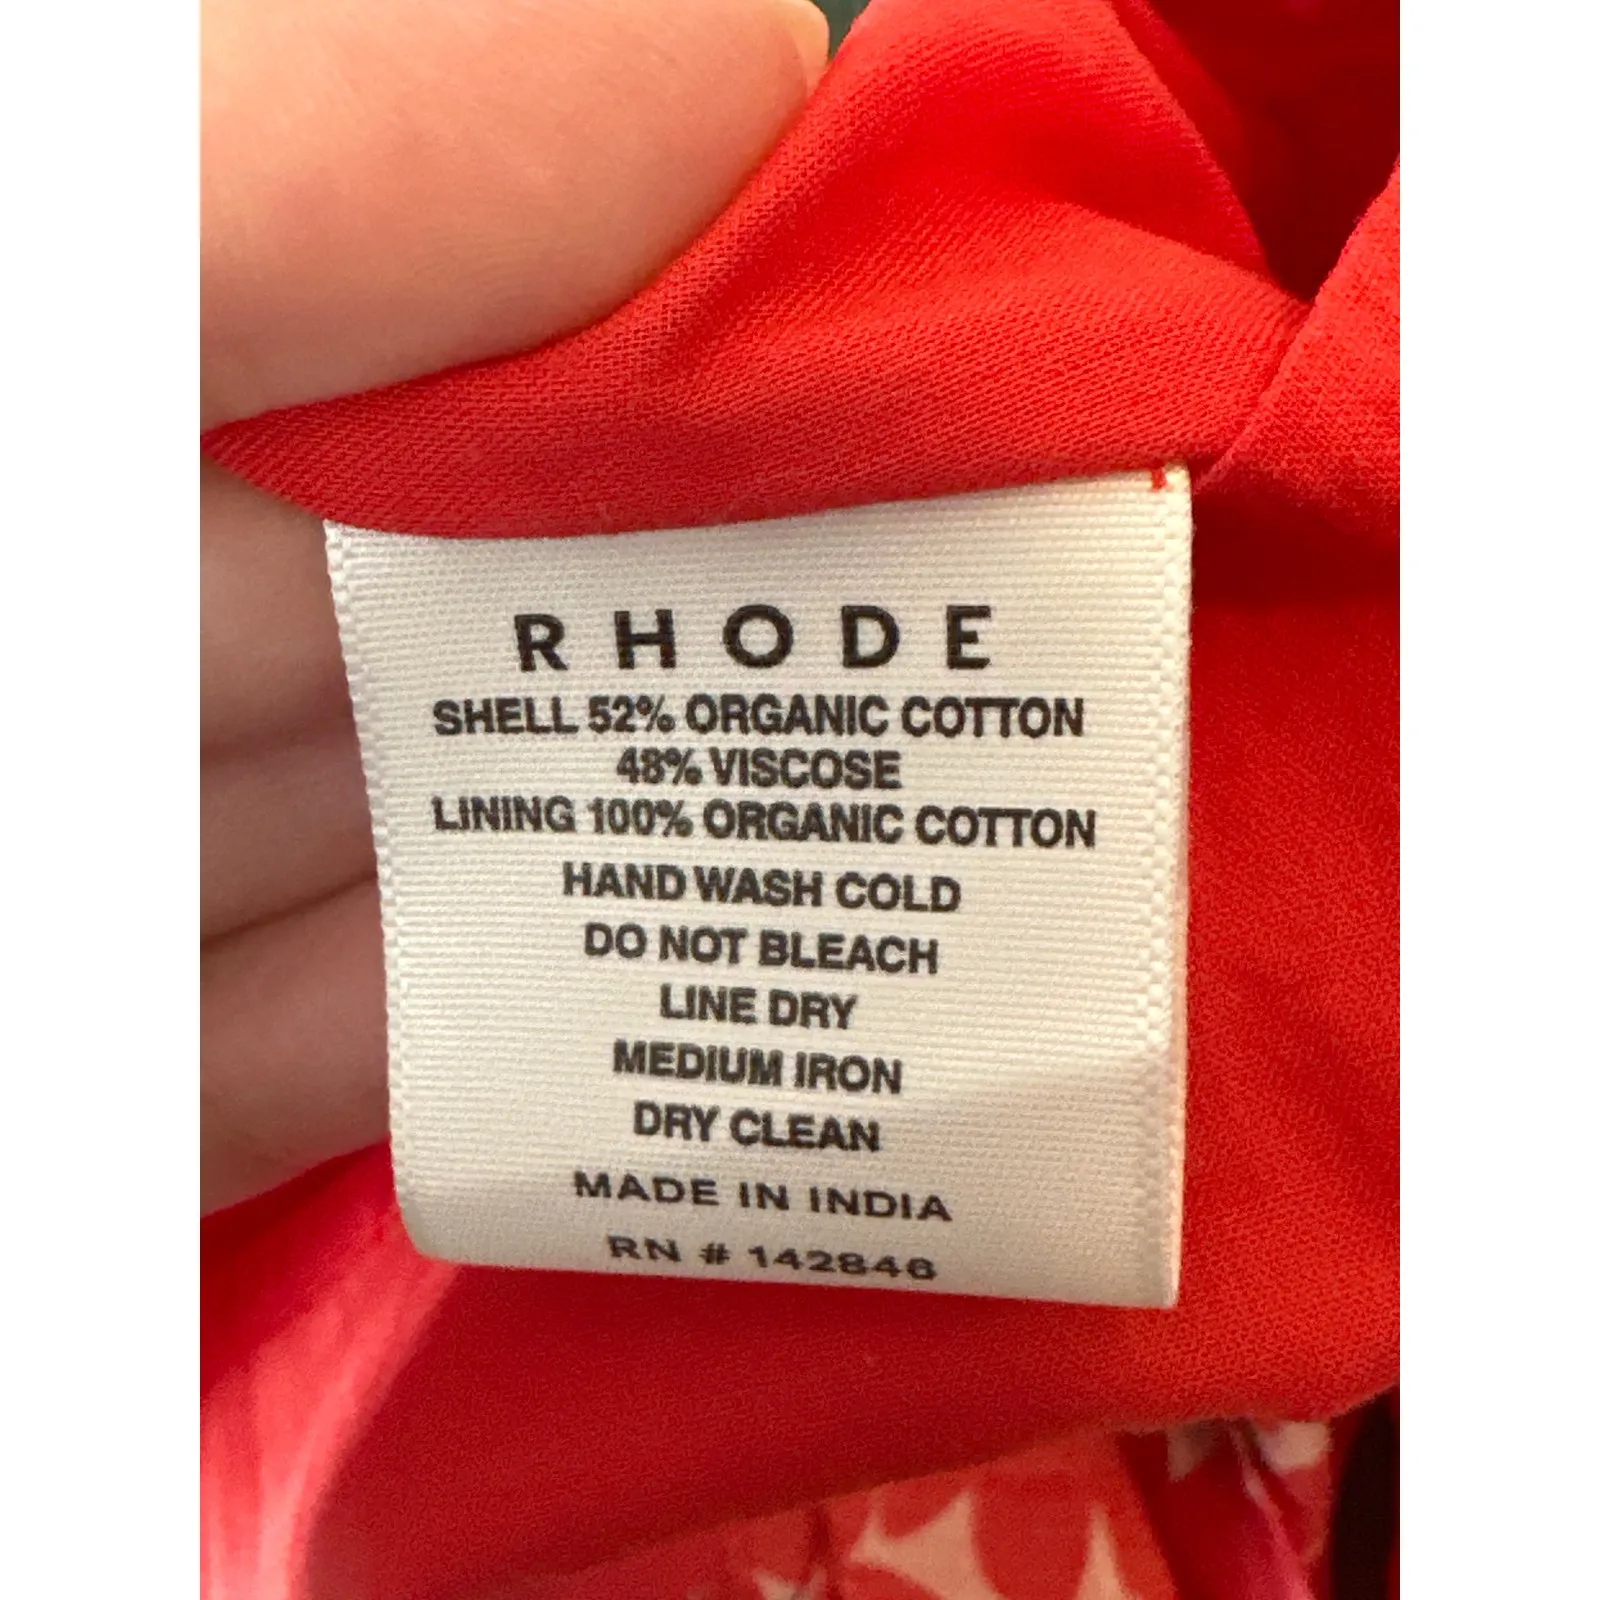 RHODE
SHELL 52% ORGANIC COTTON
48% VISCOSE
LINING 100% ORGANIC COTTON
HAND WASH COLD
DO NOT BLEACH
LINE DRY
MEDIUM IRON
DRY CLEAN
MADE IN INDIA
RN # 142846